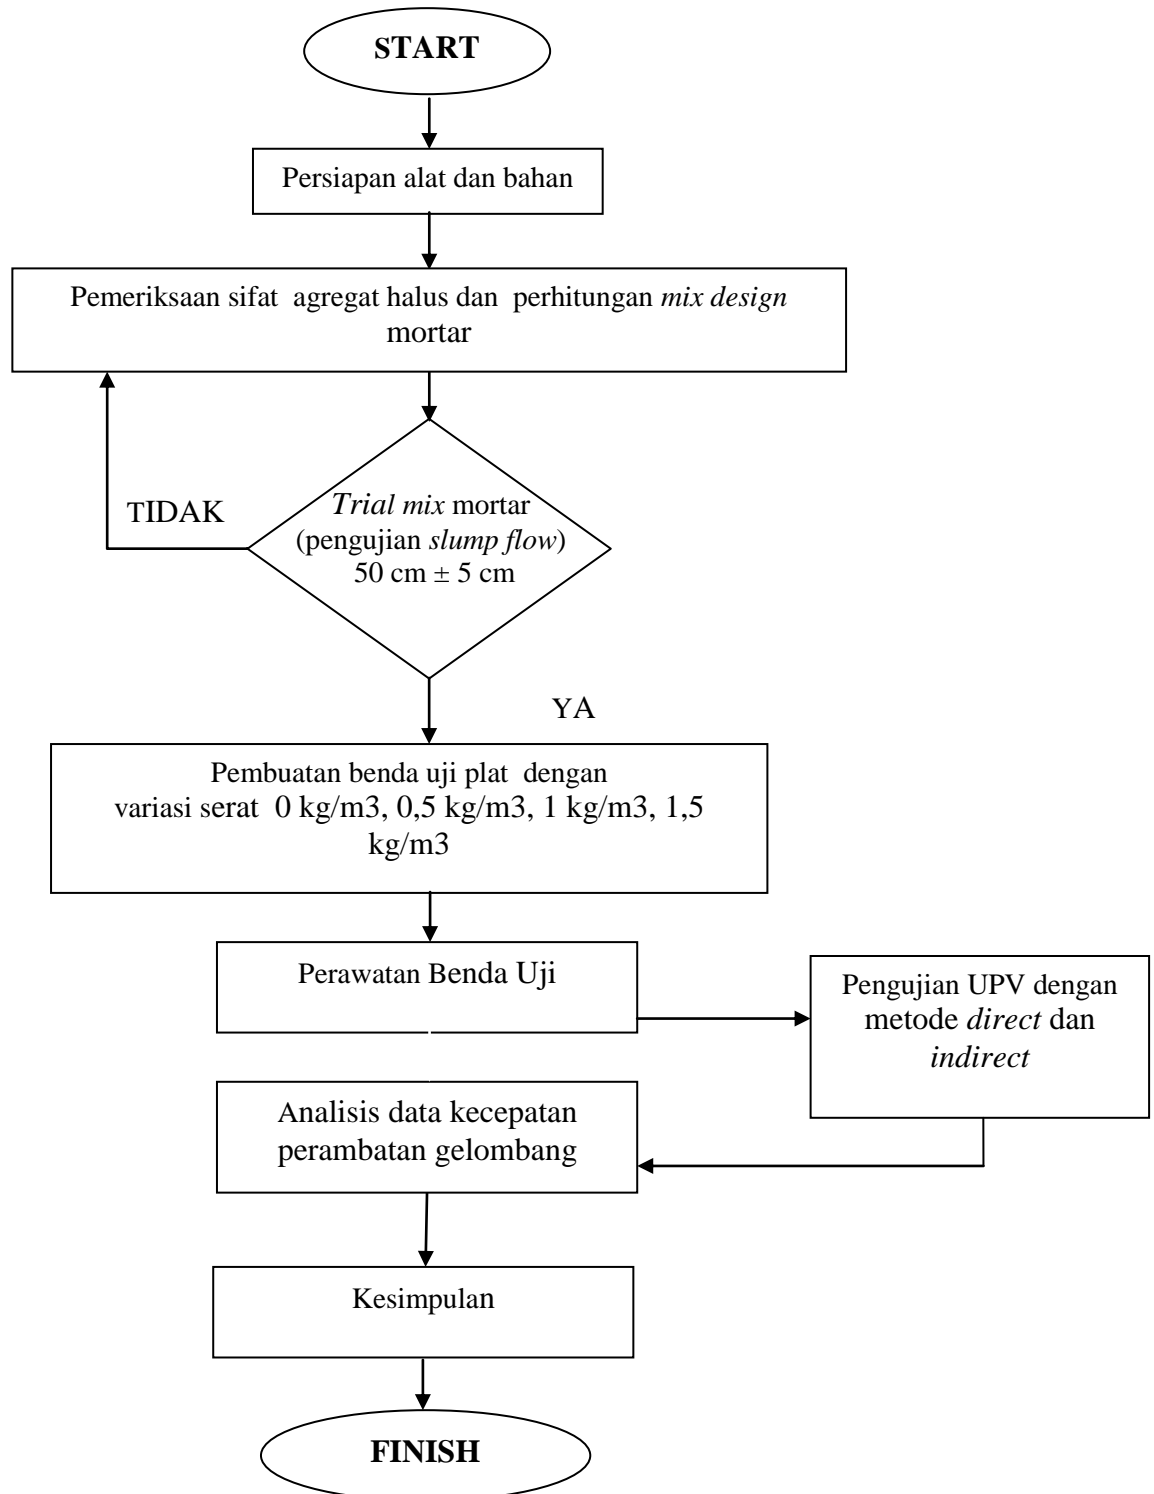 START
Persiapan alat dan bahan
Pemeriksaan sifat agregat halus dan perhitungan mix design
mortar
TIDAK
Trial mix mortar
(pengujian slump flow)
50 cm ± 5 cm
YA
Pembuatan benda uji plat dengan
variasi serat 0 kg/m3, 0,5 kg/m3, 1 kg/m3, 1,5
kg/m3
Perawatan Benda Uji
Pengujian UPV dengan
metode direct dan
indirect
Analisis data kecepatan
perambatan gelombang
Kesimpulan
FINISH